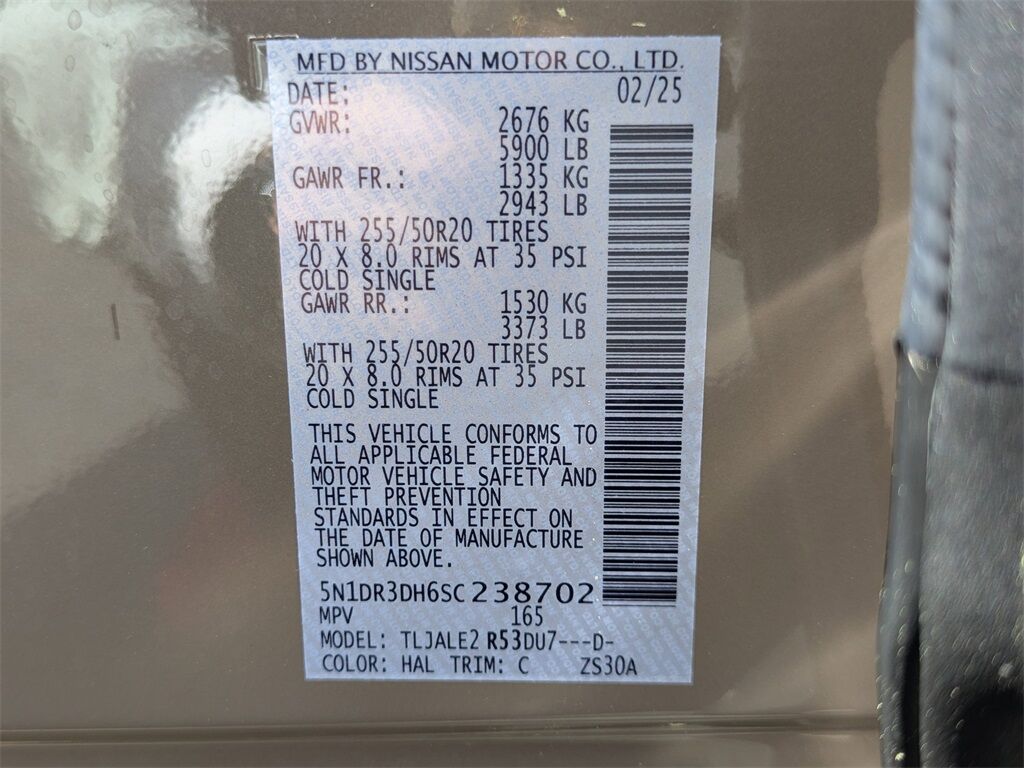 MFD BY NISSAN MOTOR CO., LTD.
DATE: 02/25
GVWR: 2676 KG
5900 LB
GAWR FR.: 1335 KG
2943 LB
WITH 255/50R20 TIRES
20 X 8.0 RIMS AT 35 PSI
COLD SINGLE
GAWR RR.: 1530 KG
3373 LB
WITH 255/50R20 TIRES
20 X 8.0 RIMS AT 35 PSI
COLD SINGLE
THIS VEHICLE CONFORMS TO
ALL APPLICABLE FEDERAL
MOTOR VEHICLE SAFETY AND
THEFT PREVENTION
STANDARDS IN EFFECT ON
THE DATE OF MANUFACTURE
SHOWN ABOVE.
5N1DR3DH6SC238702
MPV 165
MODEL: TLJALE2 R53DU7---D-
COLOR: HAL TRIM: C ZS30A